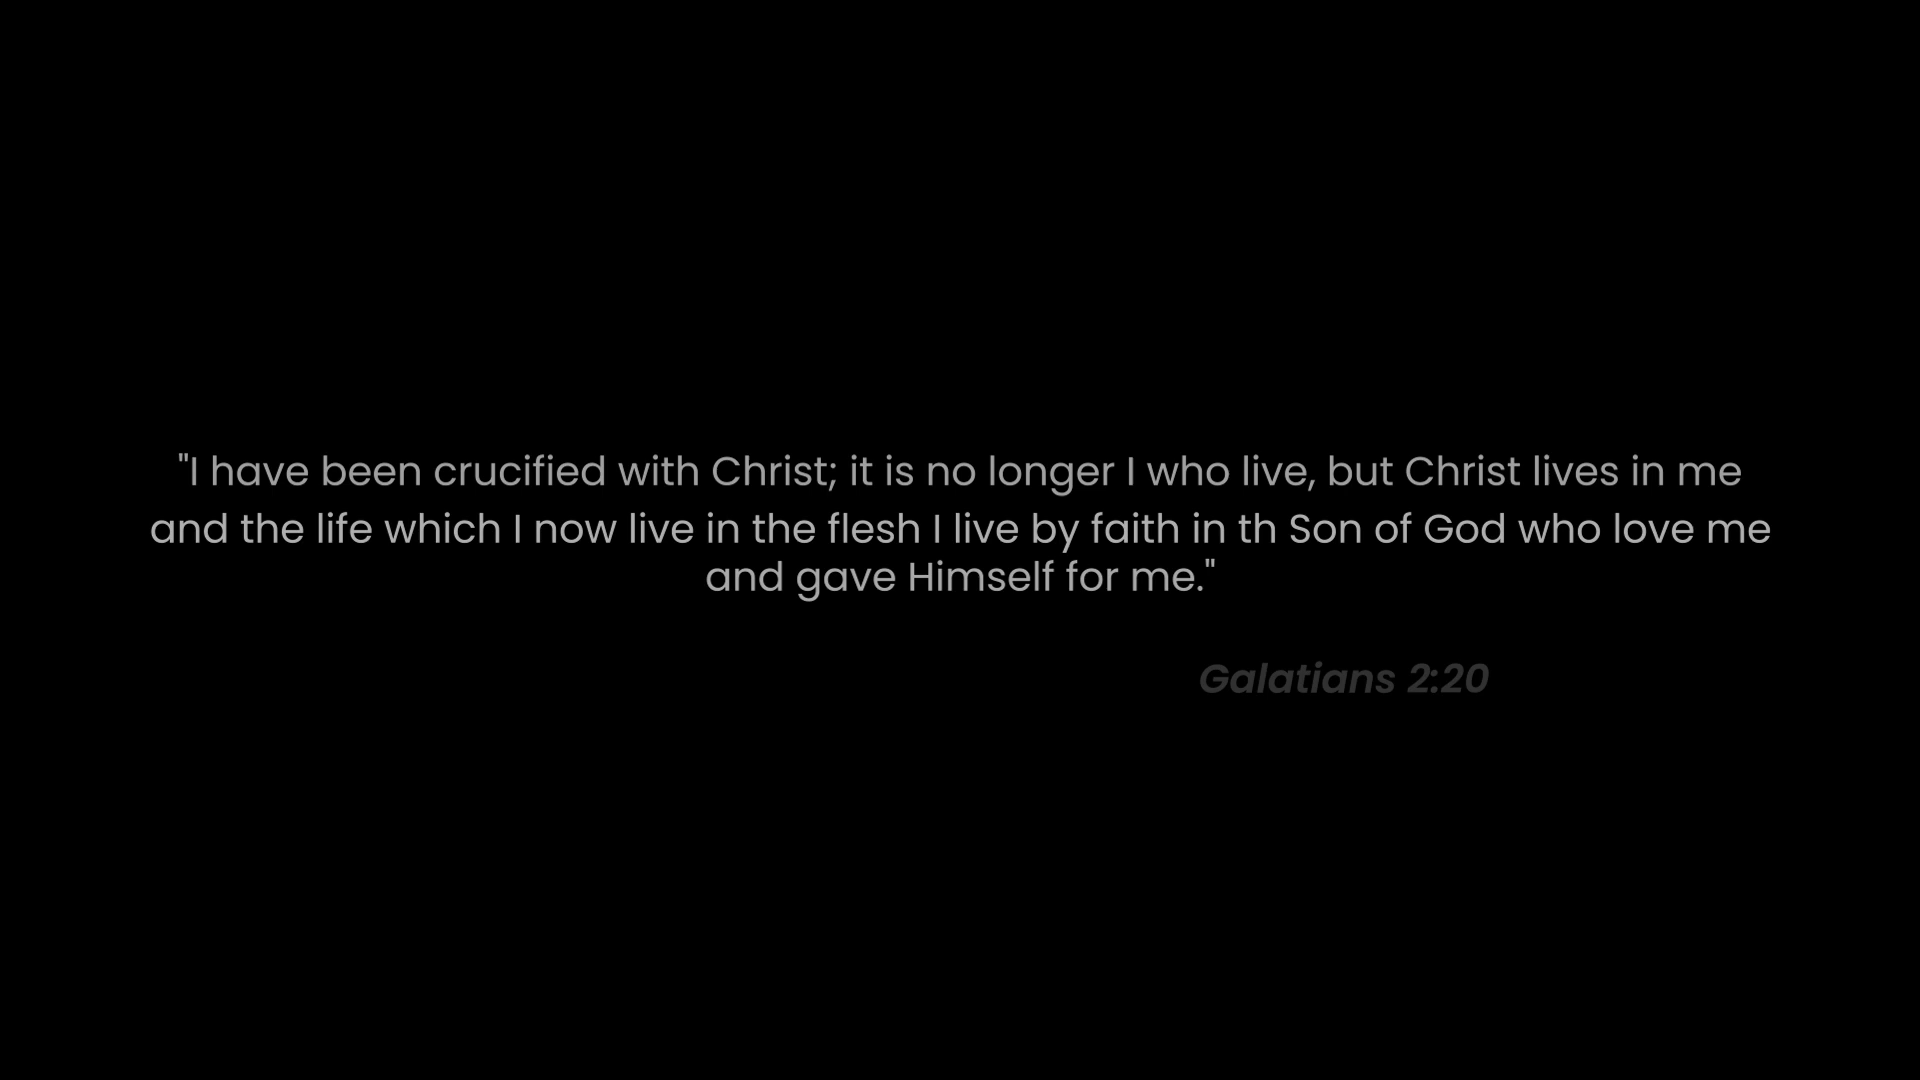 "I have been crucified with Christ; it is no longer I who live, but Christ lives in me
and the life which I now live in the flesh I live by faith in th Son of God who love me
and gave Himself for me."
Galatians 2:20